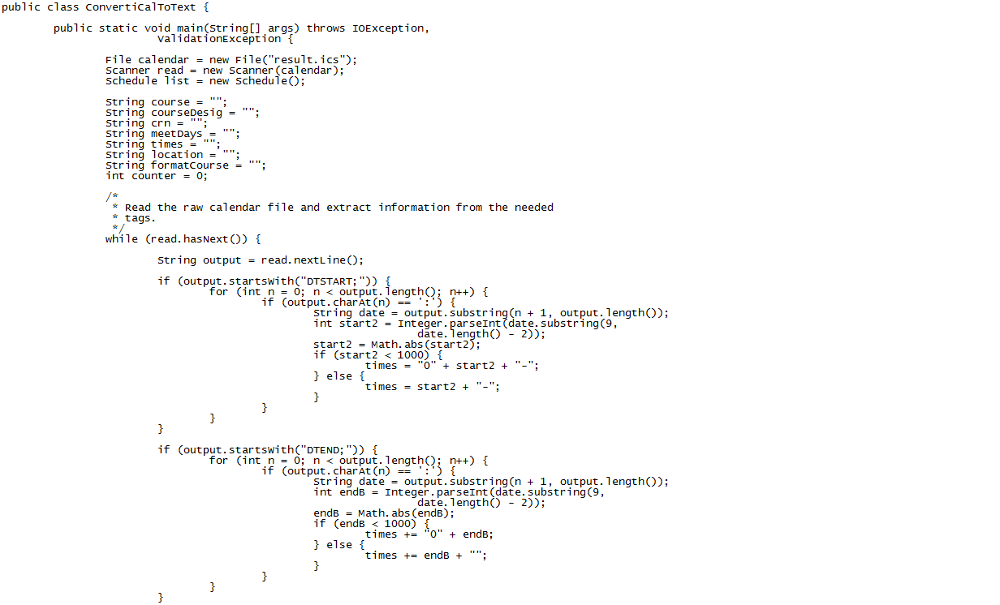 public class ConvertiCalToText {
public static void main(String[] args) throws IOException,
ValidationException {
File calendar = new File("result.ics");
Scanner read = new Scanner(calendar);
Schedule list = new Schedule();
String course = "";
String courseDesig = "";
String crn = "";
String meetDays = "";
String times = "";
String location = "";
String formatCourse = "";
int counter = 0;
/*
* Read the raw calendar file and extract information from the needed
* tags.
*/
while (read.hasNext()) {
String output = read.nextLine();
if (output.startsWith("DTSTART;")) {
for (int n = 0; n < output.length(); n++) {
if (output.charAt(n) == ':') {
String date = output.substring(n + 1, output.length());
int start2 = Integer.parseInt(date.substring(9,
date.length() - 2));
start2 = Math.abs(start2);
if (start2 < 1000) {
times = "0" + start2 + "-";
} else {
times = start2 + "-";
}
}
}
}
if (output.startsWith("DTEND;")) {
for (int n = 0; n < output.length(); n++) {
if (output.charAt(n) == ':') {
String date = output.substring(n + 1, output.length());
int endB = Integer.parseInt(date.substring(9,
date.length() - 2));
endB = Math.abs(endB);
if (endB < 1000) {
times += "0" + endB;
} else {
times += endB + "";
}
}
}
}